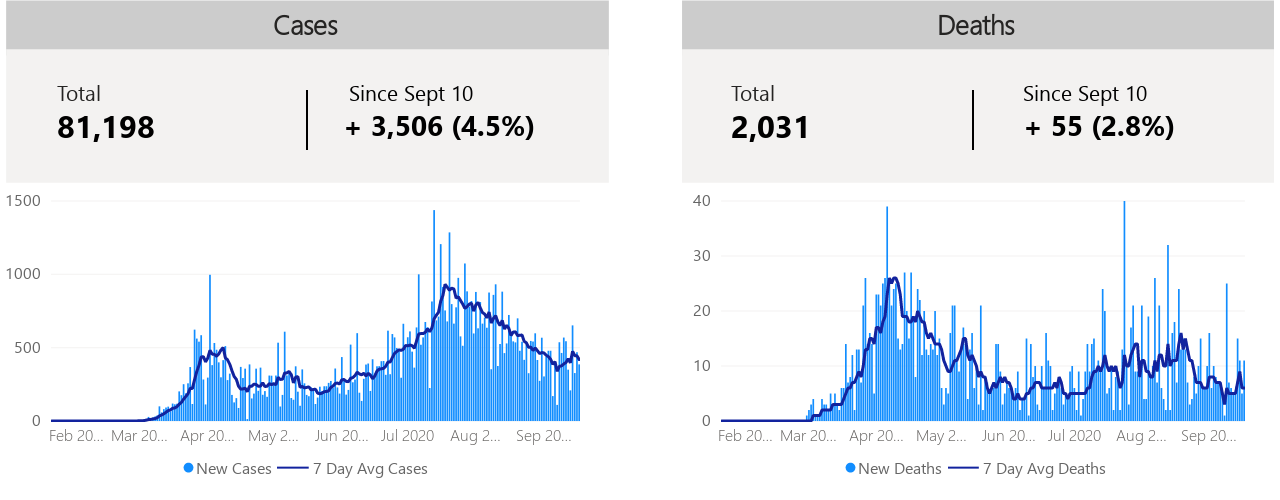 Cases
Total
81,198
Since Sept 10
+ 3,506 (4.5%)
1500
1000
500
0
Feb 20... Mar 20... Apr 20... May 2... Jun 20... Jul 2020 Aug 2... Sep 20...
New Cases 7 Day Avg Cases
Deaths
Total
2,031
Since Sept 10
+ 55 (2.8%)
40
30
20
10
0
Feb 20... Mar 20... Apr 20... May 2... Jun 20... Jul 2020 Aug 2... Sep 20...
New Deaths 7 Day Avg Deaths